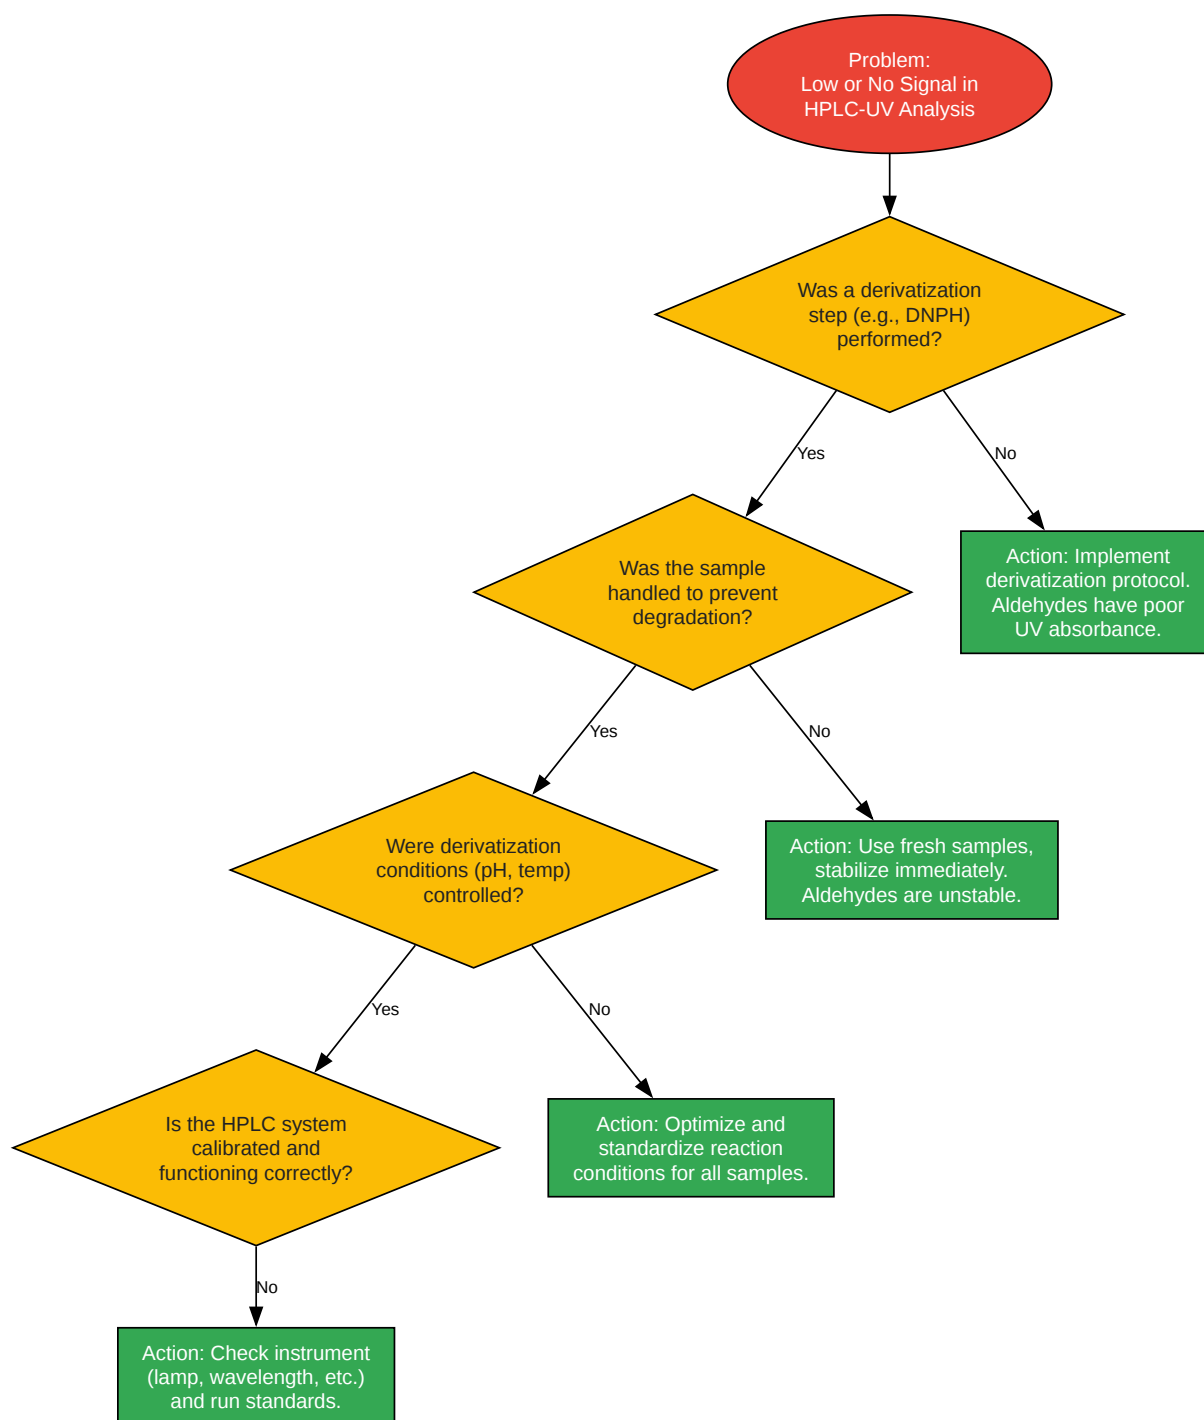 Problem:
Low or No Signal in
HPLC-UV Analysis
Was a derivatization
step (e.g., DNPH)
performed?
Yes
No
Was the sample
handled to prevent
degradation?
Action: Implement
derivatization protocol.
Aldehydes have poor
UV absorbance.
Yes
No
Were derivatization
conditions (pH, temp)
controlled?
Action: Use fresh samples,
stabilize immediately.
Aldehydes are unstable.
Yes
No
Is the HPLC system
calibrated and
functioning correctly?
Action: Optimize and
standardize reaction
conditions for all samples.
No
Action: Check instrument
(lamp, wavelength, etc.)
and run standards.